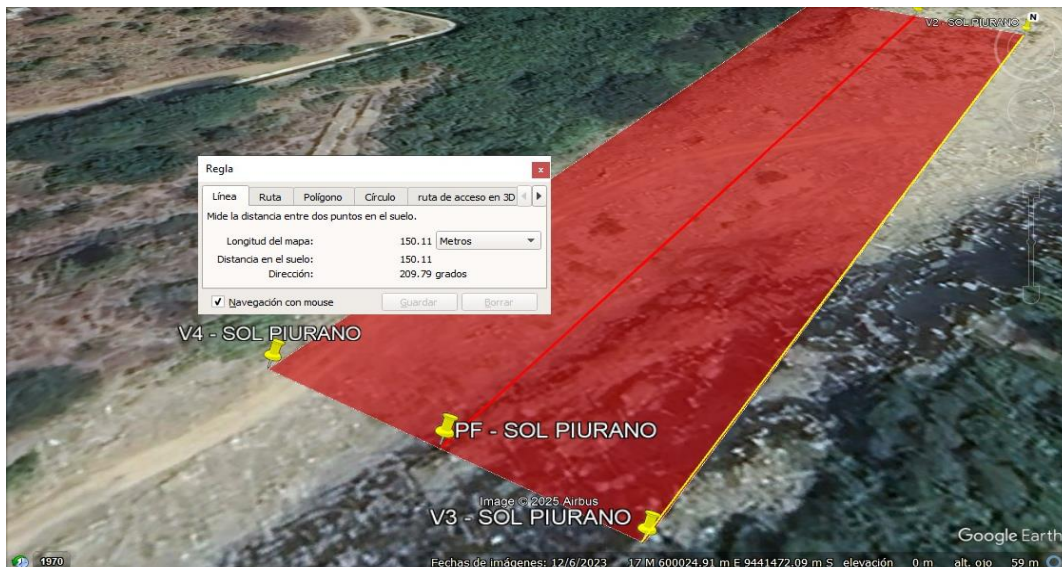 V2 - SOL PIURANO
N
Regla
x
Línea Ruta Polígono Círculo ruta de acceso en 3D
Mide la distancia entre dos puntos en el suelo.
Longitud del mapa: 150.11 Metros
Distancia en el suelo: 150.11
Dirección: 209.79 grados
Navegación con mouse Guardar Borrar
V4 - SOL PIURANO
PF - SOL PIURANO
Image © 2025 Airbus
V3 - SOL PIURANO
Google Earth
1970 Fechas de imágenes: 12/6/2023 17 M 600024.91 m E 9441472.09 m S elevación 0 m alt. ojo 59 m